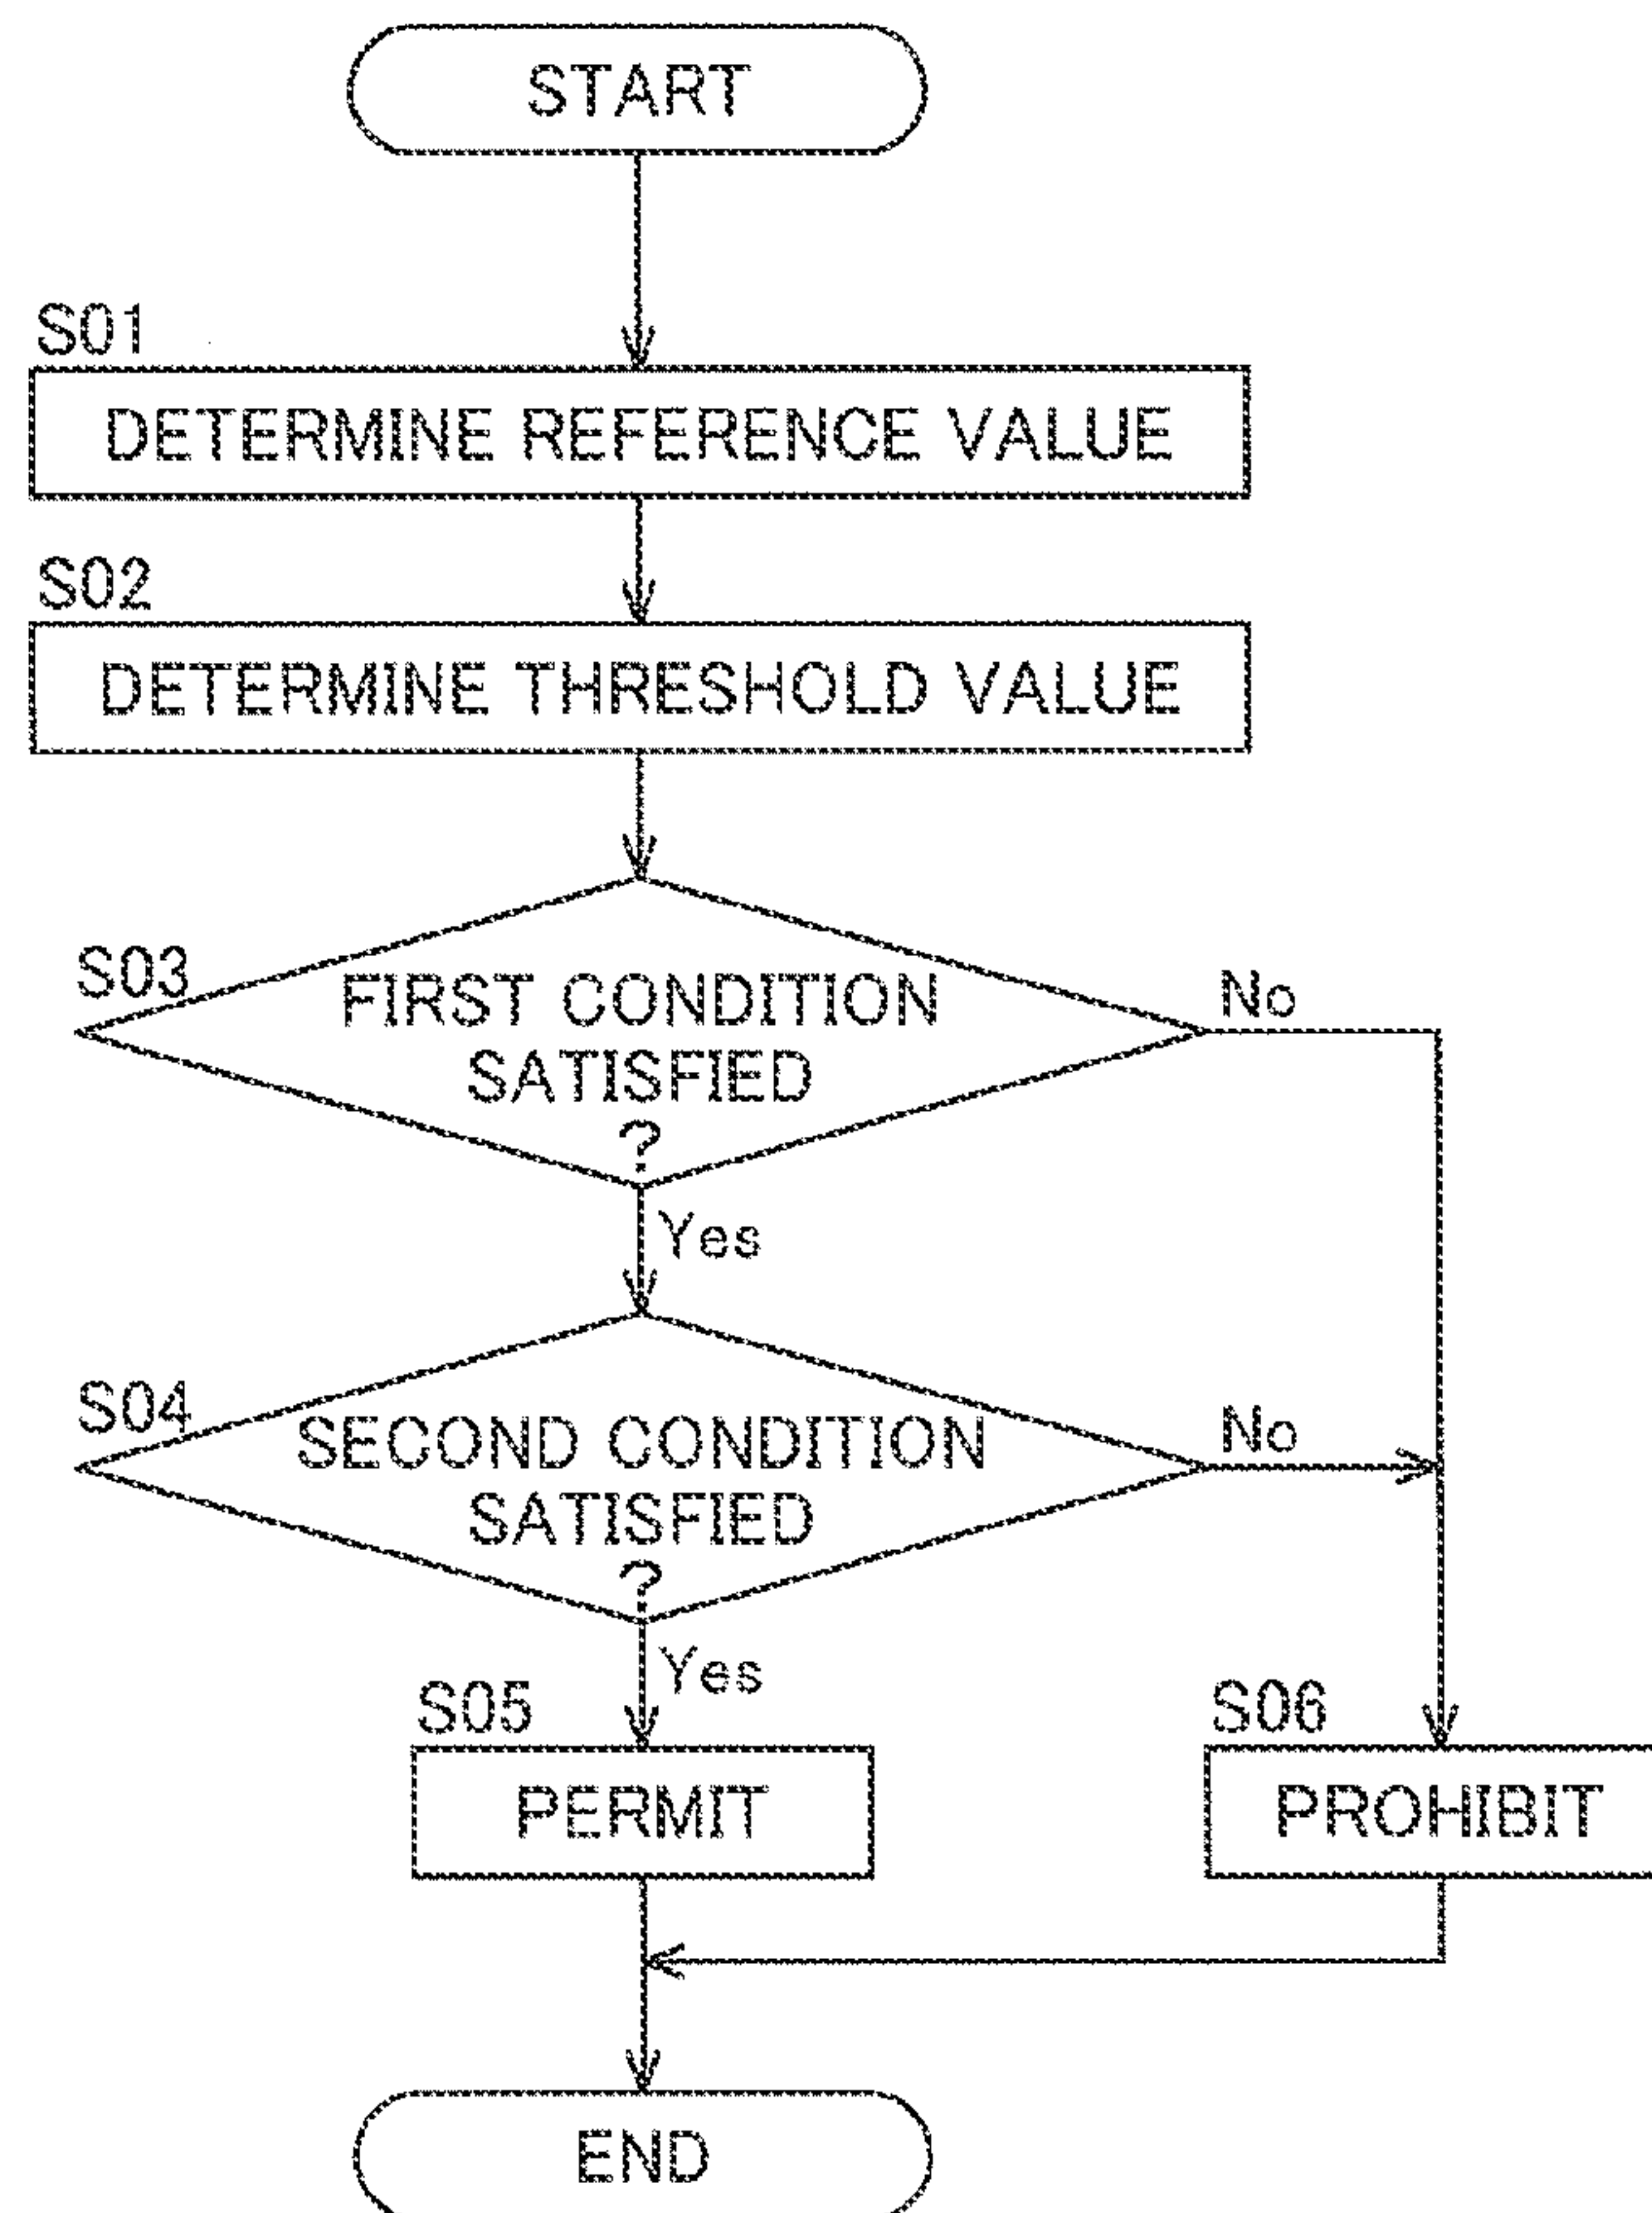 START
S01
DETERMINE REFERENCE VALUE
S02
DETERMINE THRESHOLD VALUE
S03
FIRST CONDITION
SATISFIED
?
No
Yes
S04
SECOND CONDITION
SATISFIED
?
No
Yes
S05
PERMIT
S06
PROHIBIT
END